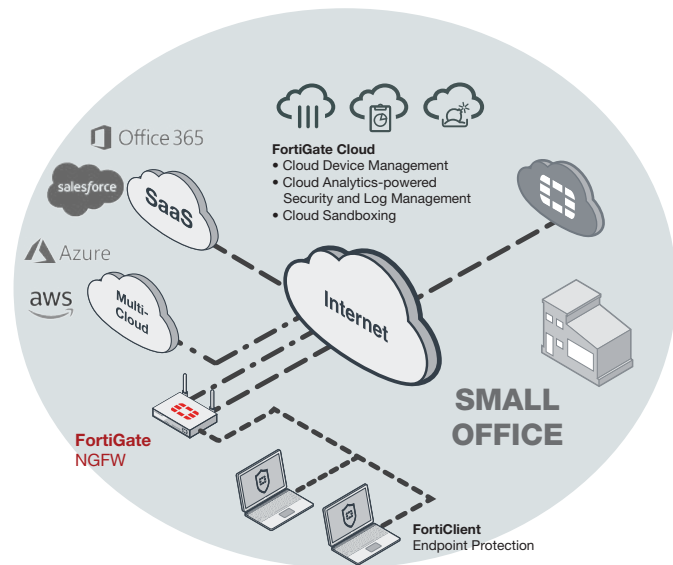 Office 365
salesforce
SaaS
Azure
aws
Multi-
Cloud
FortiGate Cloud
• Cloud Device Management
• Cloud Analytics-powered
Security and Log Management
• Cloud Sandboxing
Internet
SMALL
OFFICE
FortiGate
NGFW
FortiClient
Endpoint Protection